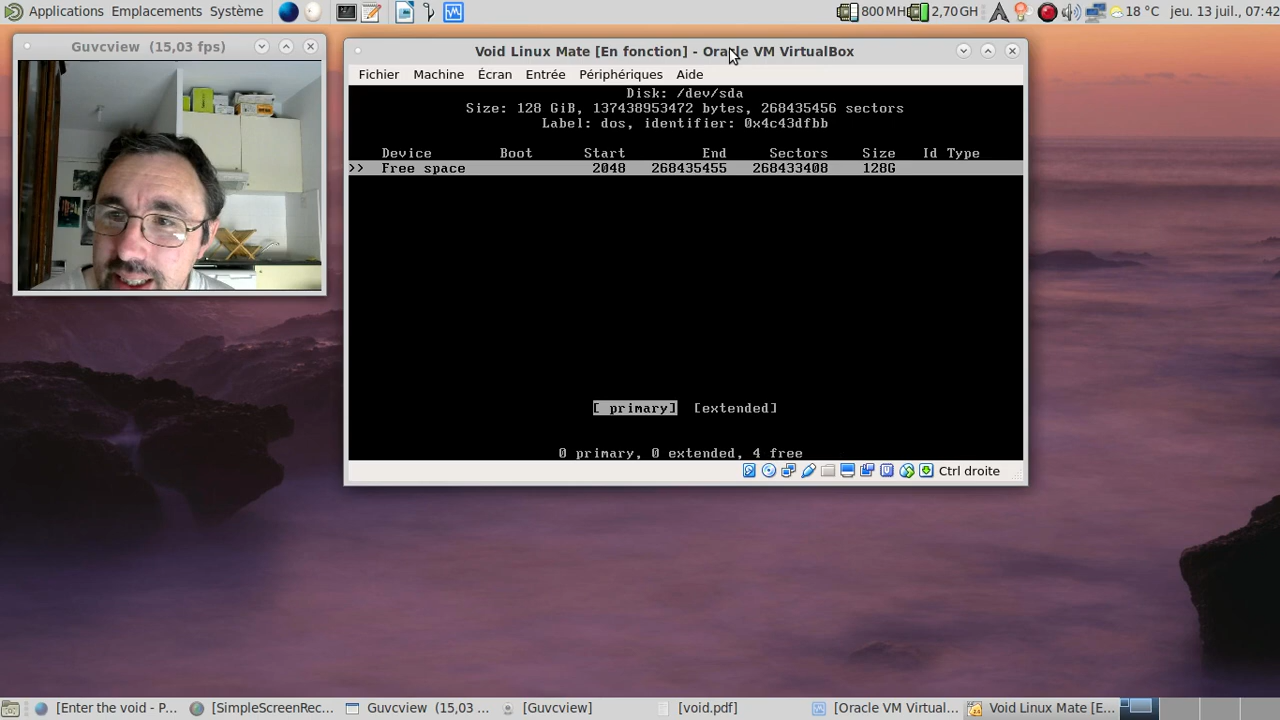 Applications Emplacements Système 800 MH 2,70GH 18 °C jeu. 13 juil., 07:42
Guvcview (15,03 fps)
Void Linux Mate [En fonction] - Oracle VM VirtualBox
Fichier Machine Écran Entrée Périphériques Aide
Disk: /dev/sda
Size: 128 GiB, 137438953472 bytes, 268435456 sectors
Label: dos, identifier: 0x4c43dfbb
Device Boot Start End Sectors Size Id Type
>> Free space 2048 268435455 268433408 128G
[ primary] [extended]
0 primary, 0 extended, 4 free
Ctrl droite
[Enter the void - P... [SimpleScreenRec... Guvcview (15,03 ... [Guvcview] [void.pdf] [Oracle VM Virtual... Void Linux Mate [E...